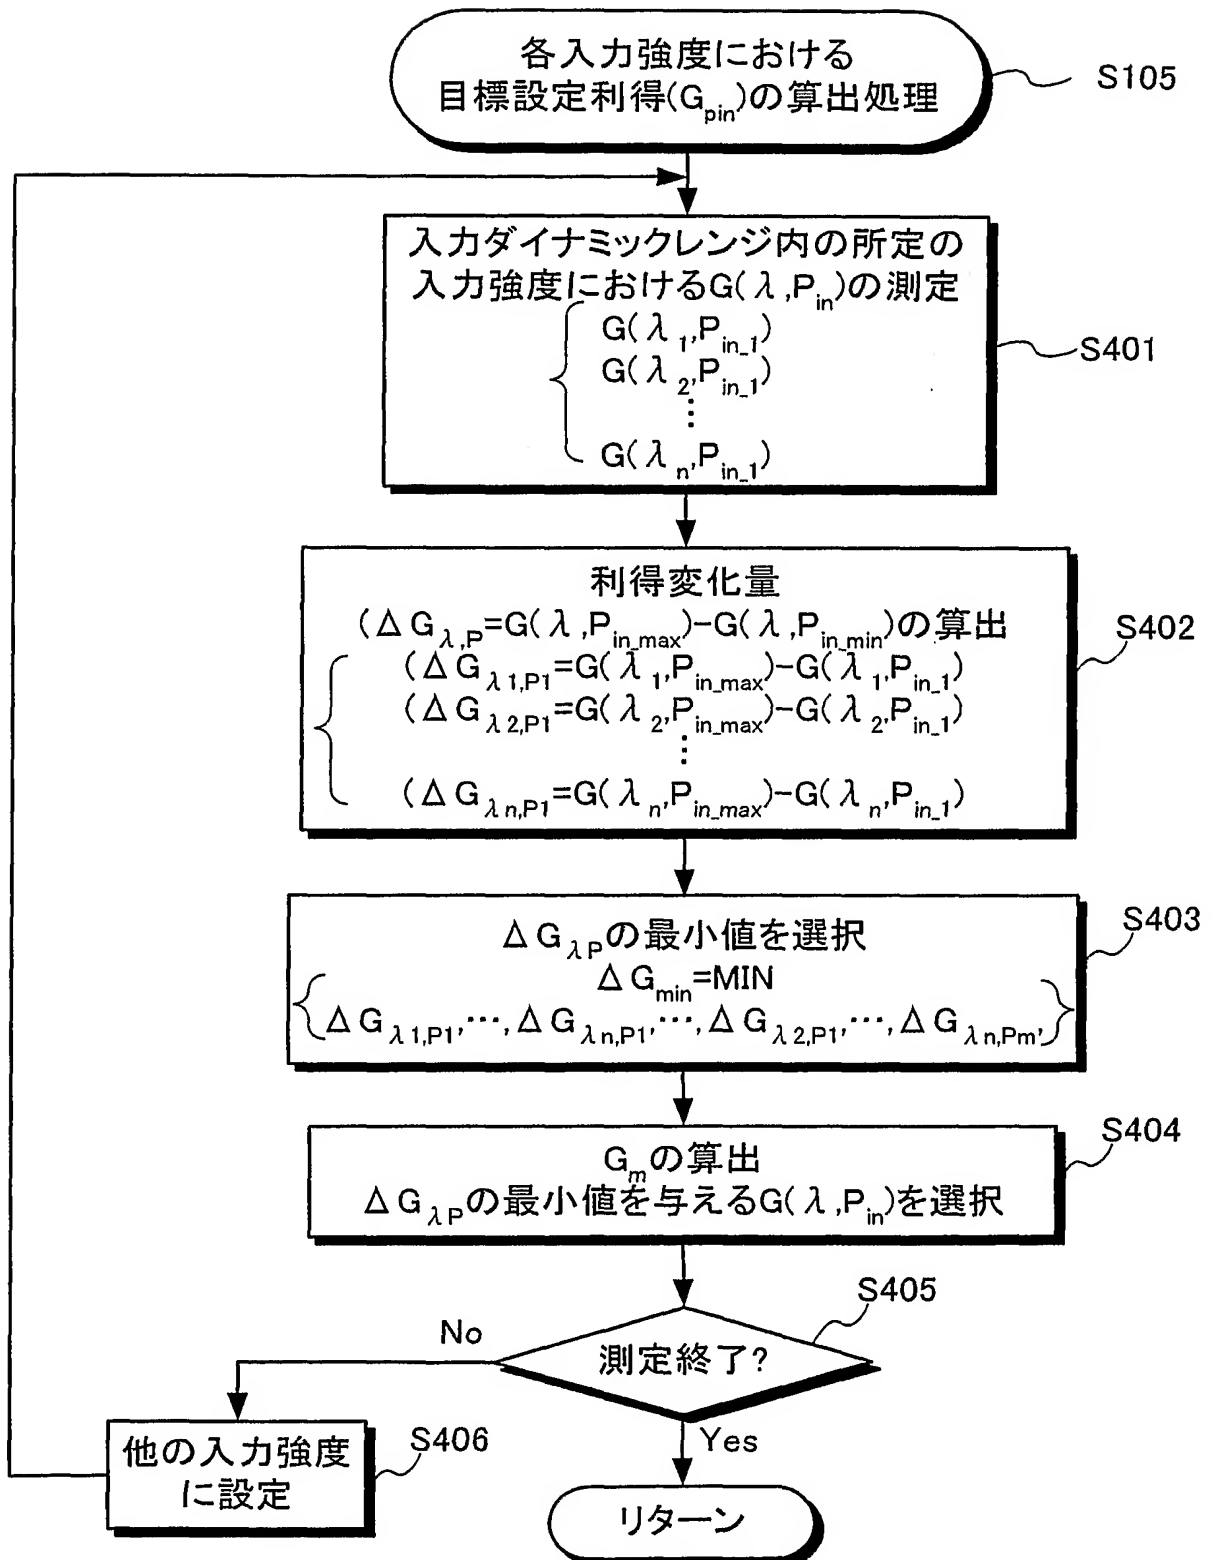 各入力強度における
目標設定利得(Gpin)の算出処理
S105
入力ダイナミックレンジ内の所定の
入力強度におけるG(λ,Pin)の測定
G(λ1,Pin_1)
G(λ2,Pin_1)
⋮
G(λn,Pin_1)
S401
利得変化量
(ΔGλ,P=G(λ,Pin_max)-G(λ,Pin_min)の算出
(ΔGλ1,P1=G(λ1,Pin_max)-G(λ1,Pin_1)
(ΔGλ2,P1=G(λ2,Pin_max)-G(λ2,Pin_1)
⋮
(ΔGλn,P1=G(λn,Pin_max)-G(λn,Pin_1)
S402
ΔGλPの最小値を選択
ΔGmin=MIN
{ΔGλ1,P1,…,ΔGλn,P1,…,ΔGλ2,P1,…,ΔGλn,Pm,}
S403
Gmの算出
ΔGλPの最小値を与えるG(λ,Pin)を選択
S404
測定終了?
S405
No
Yes
他の入力強度
に設定
S406
リターン